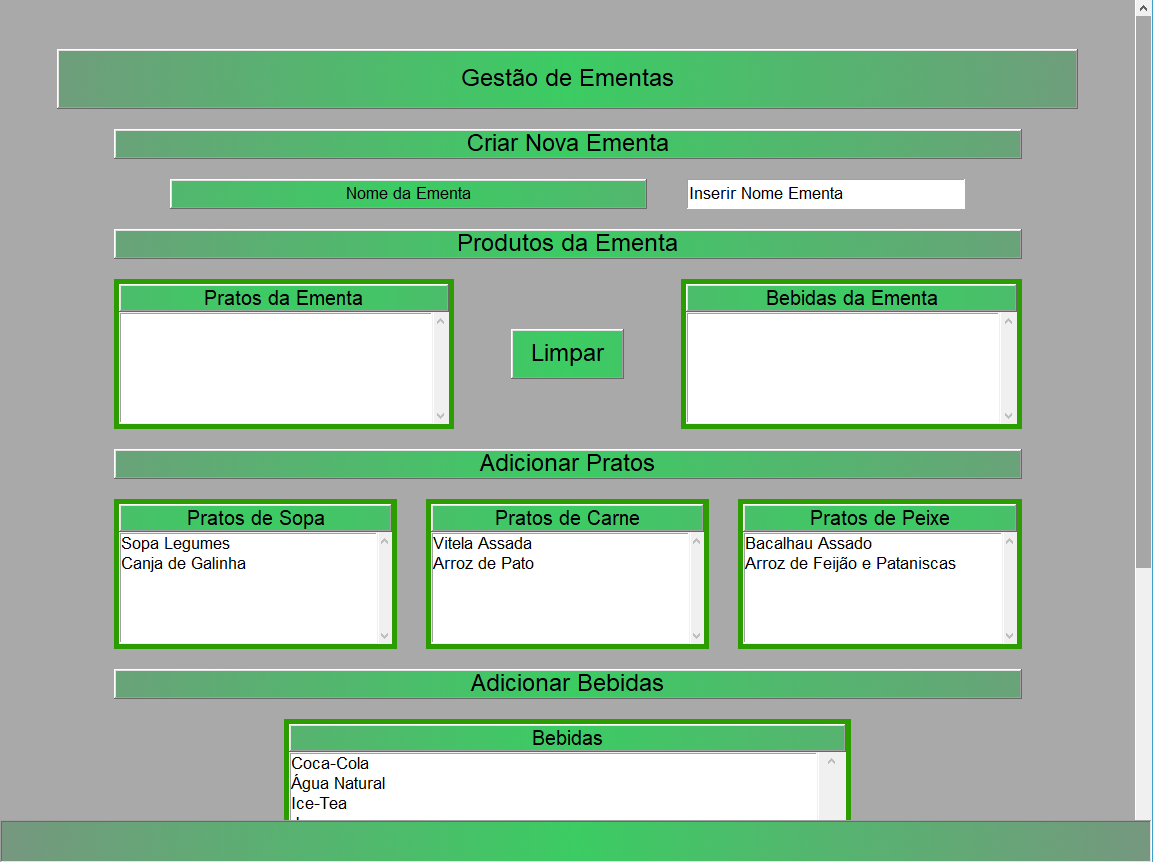 Gestão de Ementas
Criar Nova Ementa
Nome da Ementa
Inserir Nome Ementa
Produtos da Ementa
Pratos da Ementa
Limpar
Bebidas da Ementa
Adicionar Pratos
Pratos de Sopa
Sopa Legumes
Canja de Galinha
Pratos de Carne
Vitela Assada
Arroz de Pato
Pratos de Peixe
Bacalhau Assado
Arroz de Feijão e Pataniscas
Adicionar Bebidas
Bebidas
Coca-Cola
Água Natural
Ice-Tea